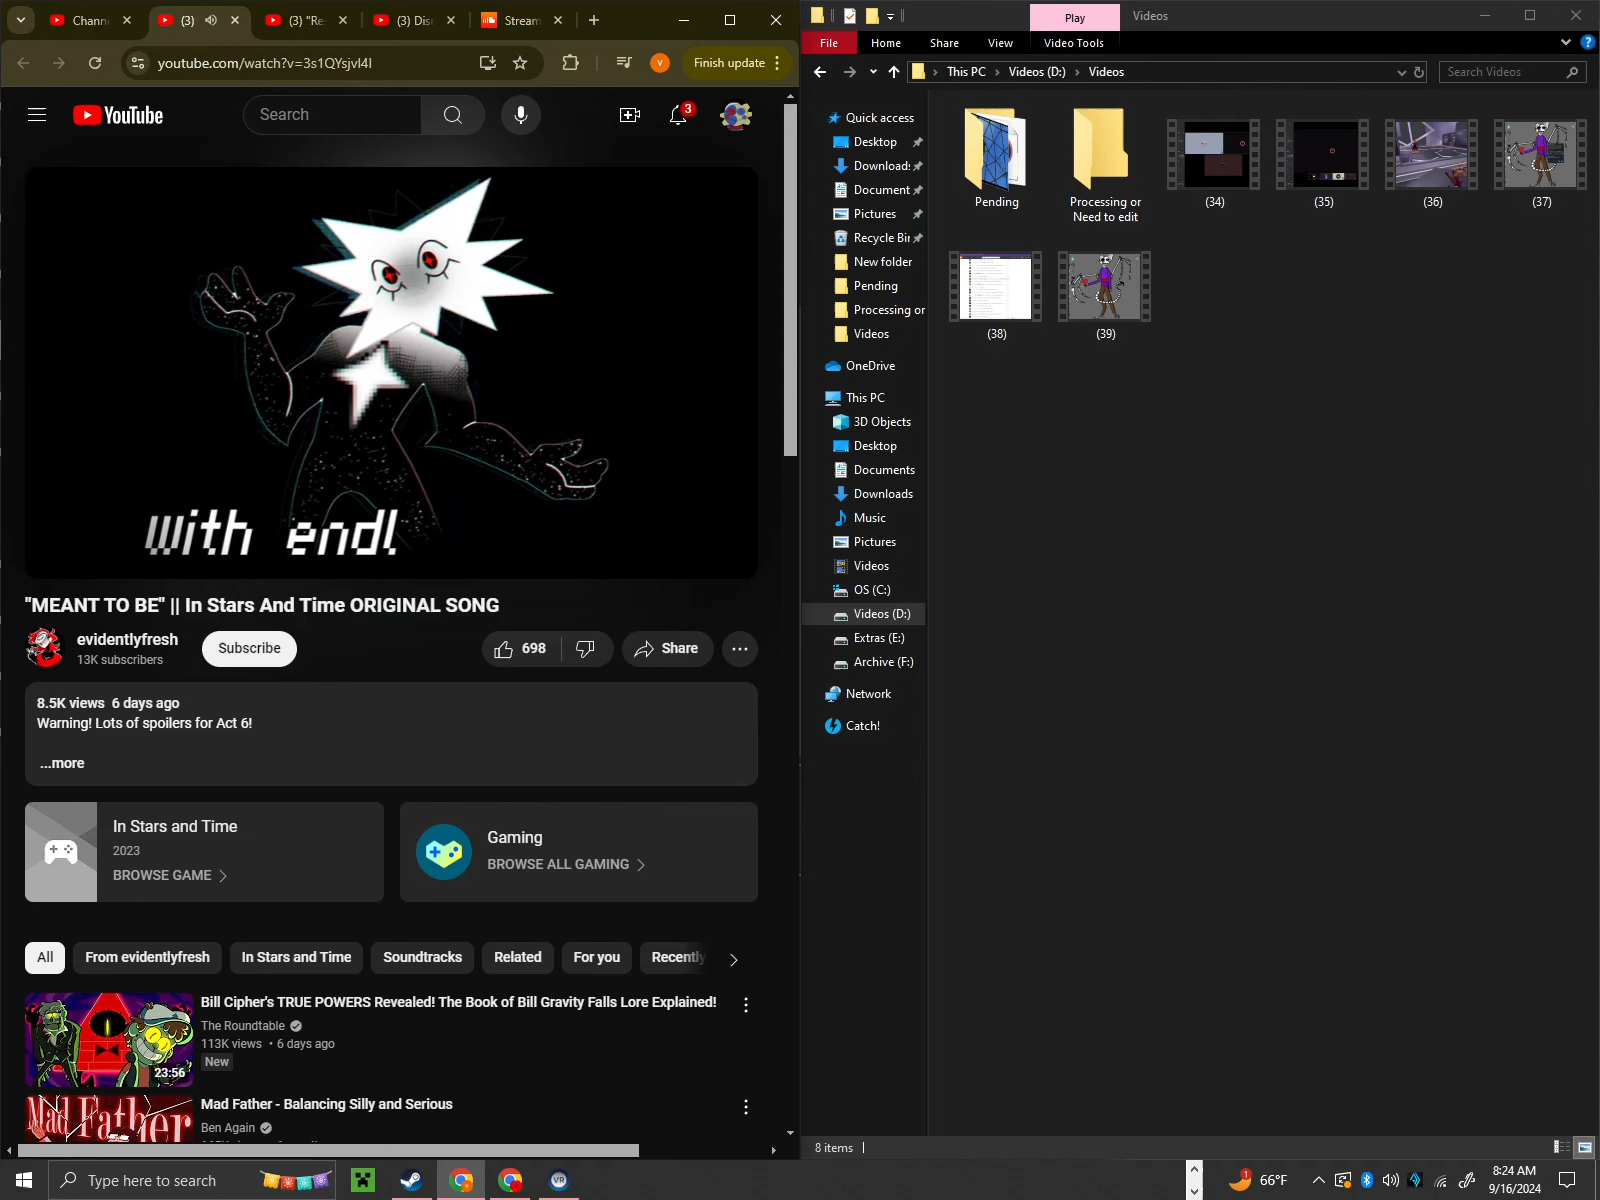 Chann
(3)
(3) "Re
(3) Dis
Stream
youtube.com/watch?v=3s1QYsjvl4I
Finish update
YouTube
Search
3
With end!
"MEANT TO BE" || In Stars And Time ORIGINAL SONG
evidentlyfresh
13K subscribers
Subscribe
698
Share
8.5K views 6 days ago
Warning! Lots of spoilers for Act 6!
...more
In Stars and Time
2023
BROWSE GAME
Gaming
BROWSE ALL GAMING
All
From evidentlyfresh
In Stars and Time
Soundtracks
Related
For you
Recently
Bill Cipher's TRUE POWERS Revealed! The Book of Bill Gravity Falls Lore Explained!
The Roundtable
113K views • 6 days ago
New
23:56
Mad Father
Mad Father - Balancing Silly and Serious
Ben Again
Play
Videos
File
Home
Share
View
Video Tools
This PC
Videos (D:)
Videos
Search Videos
Quick access
Desktop
Download:
Document
Pictures
Recycle Bir
New folder
Pending
Processing or
Videos
OneDrive
This PC
3D Objects
Desktop
Documents
Downloads
Music
Pictures
Videos
OS (C:)
Videos (D:)
Extras (E:)
Archive (F:)
Network
Catch!
Pending
Processing or
Need to edit
(34)
(35)
(36)
(37)
(38)
(39)
8 items
Type here to search
VR
1
66°F
8:24 AM
9/16/2024